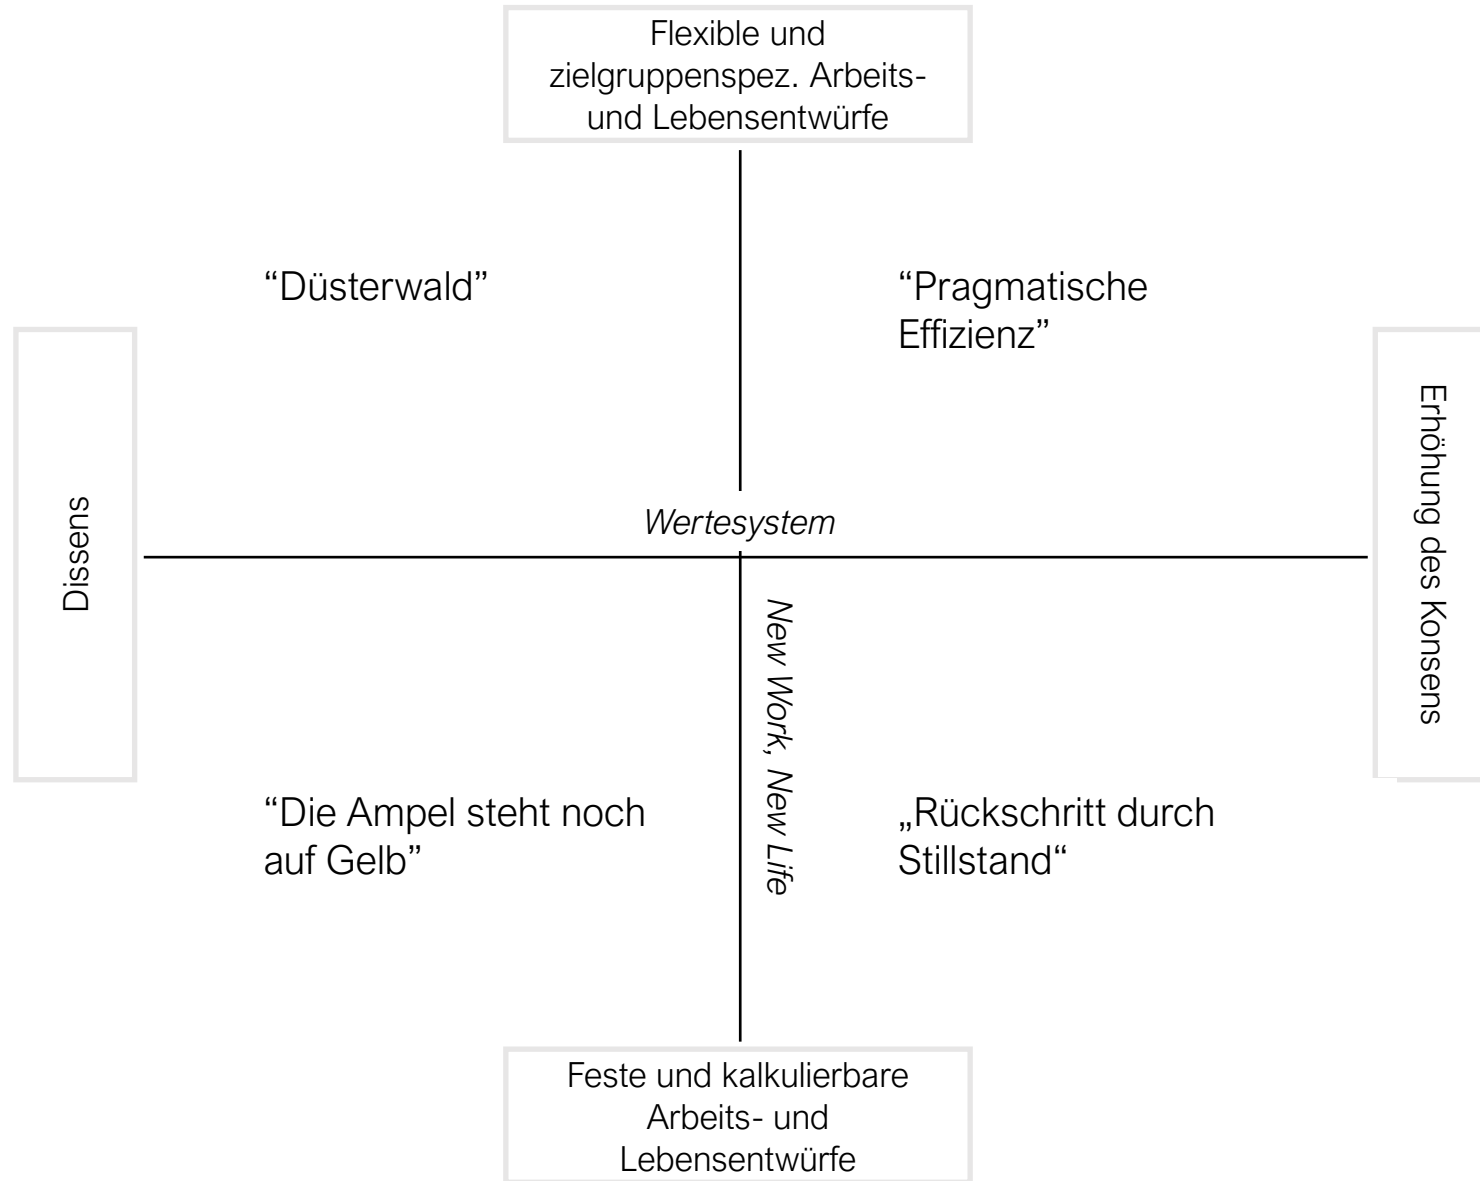 Flexible und
zielgruppenspez. Arbeits-
und Lebensentwürfe
“Düsterwald”
“Pragmatische
Effizienz”
Dissens
Wertesystem
Erhöhung des Konsens
New Work, New Life
“Die Ampel steht noch
auf Gelb”
„Rückschritt durch
Stillstand“
Feste und kalkulierbare
Arbeits- und
Lebensentwürfe